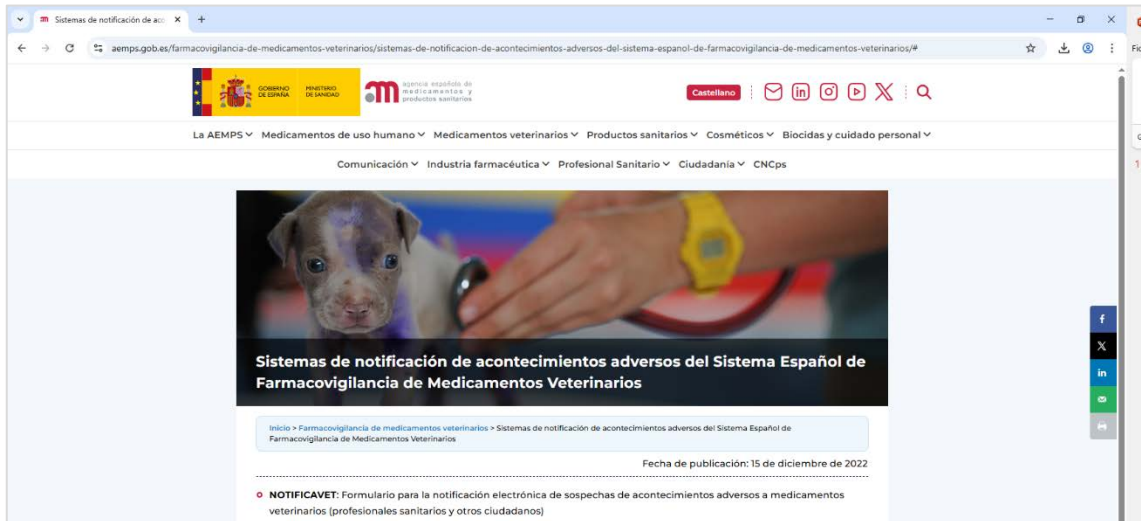 Sistemas de notificación de aco
aemps.gob.es/farmacovigilancia-de-medicamentos-veterinarios/sistemas-de-notificacion-de-acontecimientos-adversos-del-sistema-espanol-de-farmacovigilancia-de-medicamentos-veterinarios/#
GOBIERNO DE ESPAÑA
MINISTERIO DE SANIDAD
agencia española de
medicamentos y
productos sanitarios
Castellano
La AEMPS Medicamentos de uso humano Medicamentos veterinarios Productos sanitarios Cosméticos Biocidas y cuidado personal
Comunicación Industria farmacéutica Profesional Sanitario Ciudadanía CNCps
Sistemas de notificación de acontecimientos adversos del Sistema Español de
Farmacovigilancia de Medicamentos Veterinarios
Inicio > Farmacovigilancia de medicamentos veterinarios > Sistemas de notificación de acontecimientos adversos del Sistema Español de
Farmacovigilancia de Medicamentos Veterinarios
Fecha de publicación: 15 de diciembre de 2022
NOTIFICAVET: Formulario para la notificación electrónica de sospechas de acontecimientos adversos a medicamentos
veterinarios (profesionales sanitarios y otros ciudadanos)